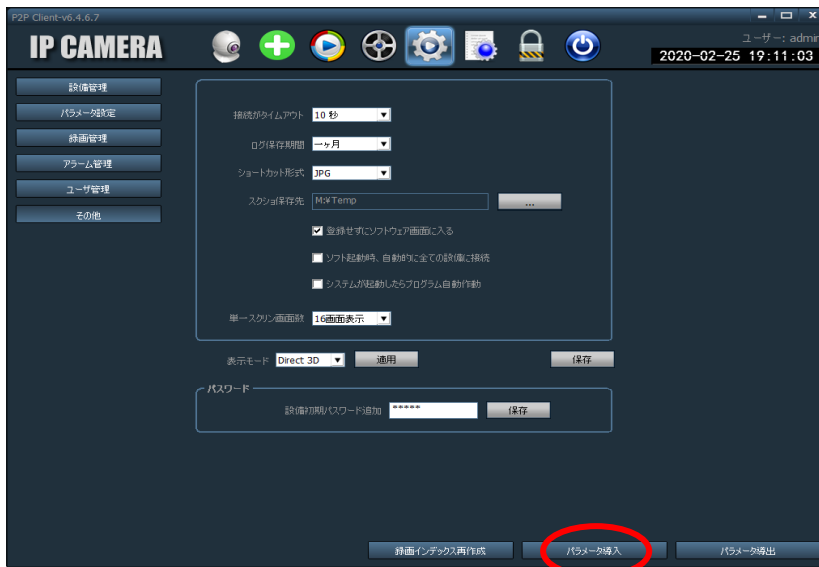 P2P Client-v6.4.6.7
IP CAMERA
ユーザー: admin
2020-02-25 19:11:03
設備管理
パラメータ設定
録画管理
アラーム管理
ユーザ管理
その他
接続がタイムアウト 10 秒
ログ保存期間 一ヶ月
ショートカット形式 JPG
スクショ保存先 M:¥Temp ...
登録せずにソフトウェア画面に入る
ソフト起動時、自動的に全ての設備に接続
システムが起動したらプログラム自動作動
単一スクリン画面数 16画面表示
表示モード Direct 3D 適用 保存
パスワード
設備初期パスワード追加 ***** 保存
録画インデックス再作成 パラメータ導入 パラメータ導出